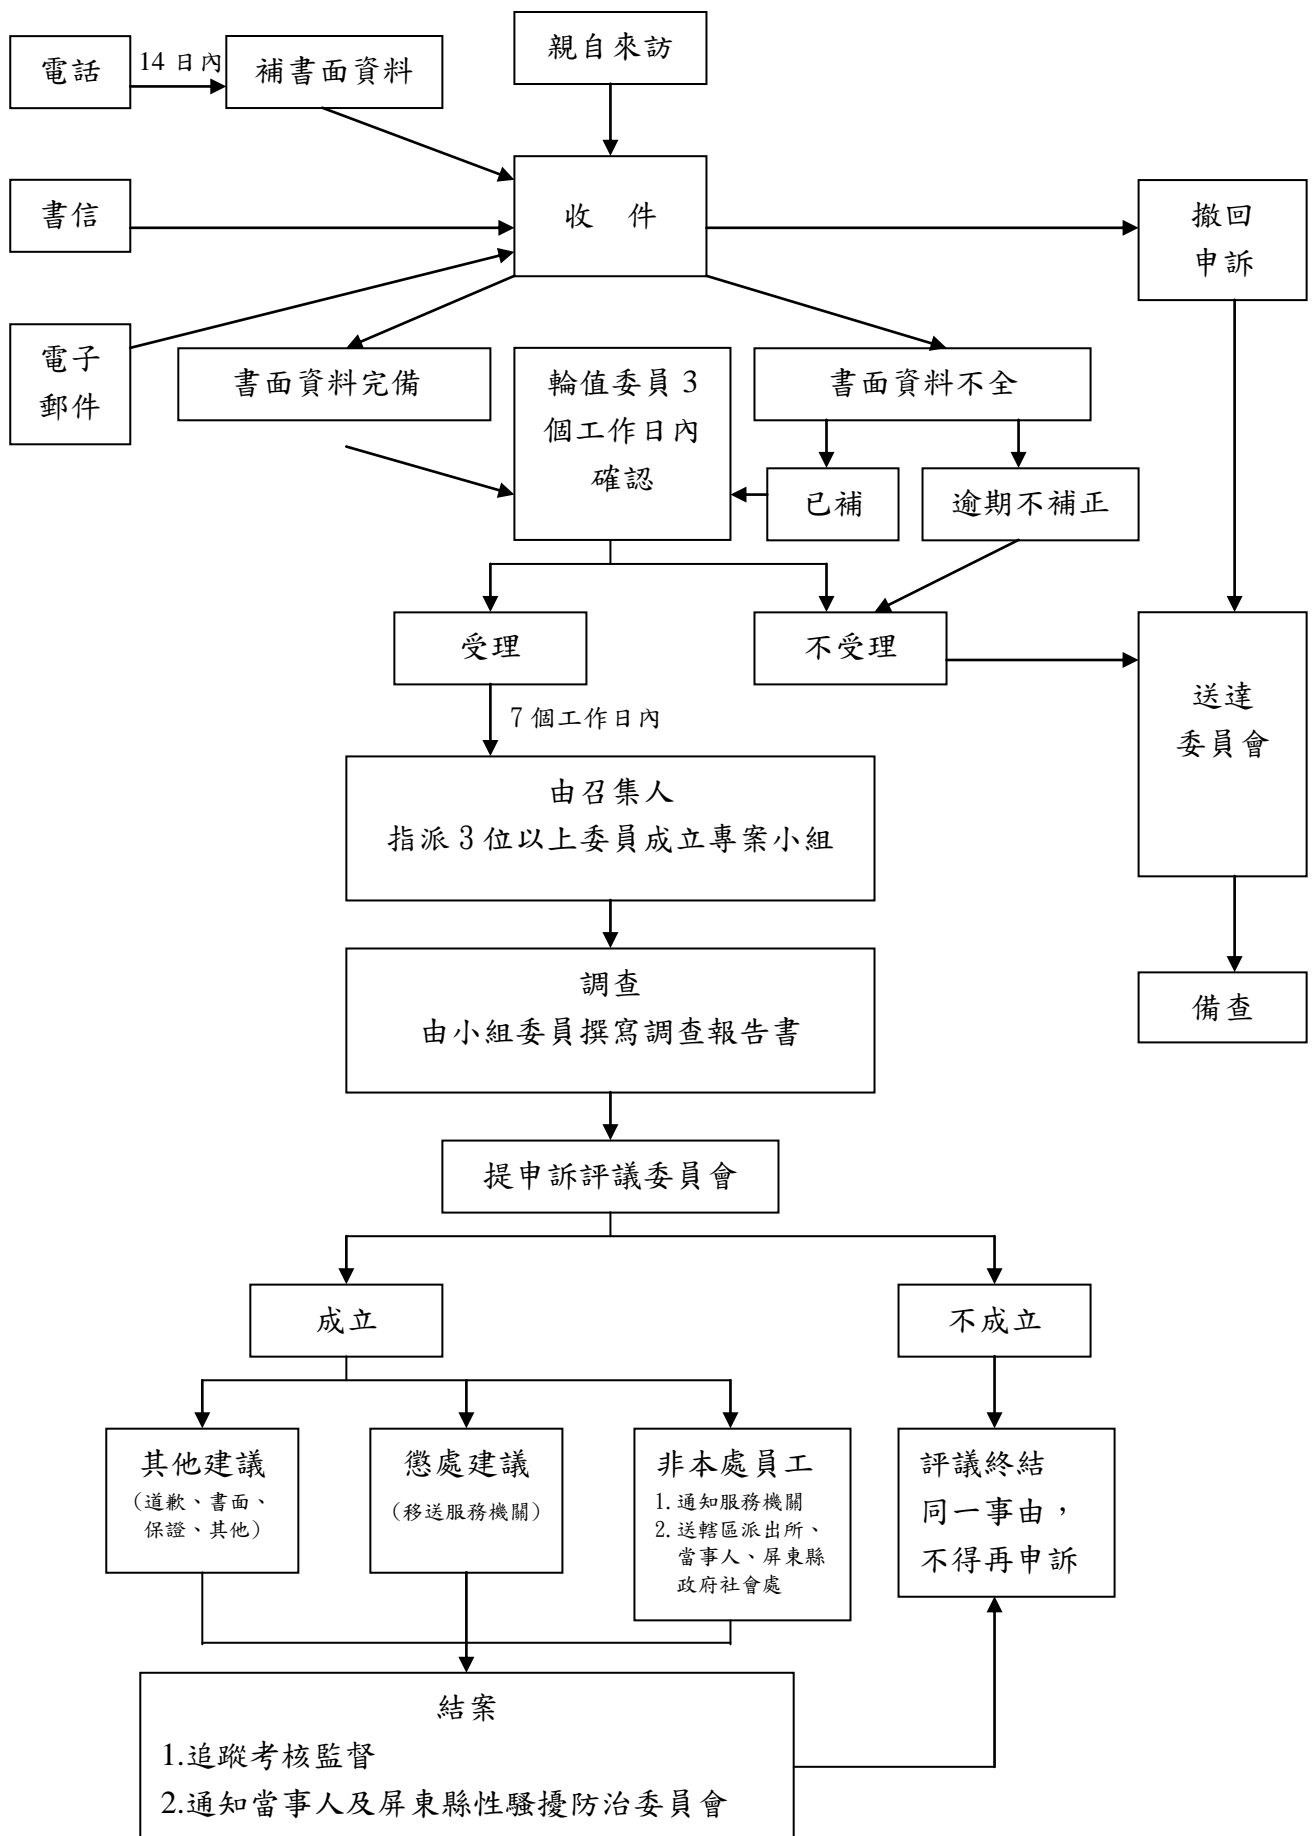 親自來訪
電話
14 日內
補書面資料
書信
收　件
撤回
申訴
電子
郵件
書面資料完備
輪值委員 3
個工作日內
確認
書面資料不全
已補
逾期不補正
受理
不受理
送達
委員會
7 個工作日內
由召集人
指派 3 位以上委員成立專案小組
調查
由小組委員撰寫調查報告書
備查
提申訴評議委員會
成立
不成立
其他建議
（道歉、書面、
保證、其他）
懲處建議
（移送服務機關）
非本處員工
1. 通知服務機關
2. 送轄區派出所、
當事人、屏東縣
政府社會處
評議終結
同一事由，
不得再申訴
結案
1.追蹤考核監督
2.通知當事人及屏東縣性騷擾防治委員會